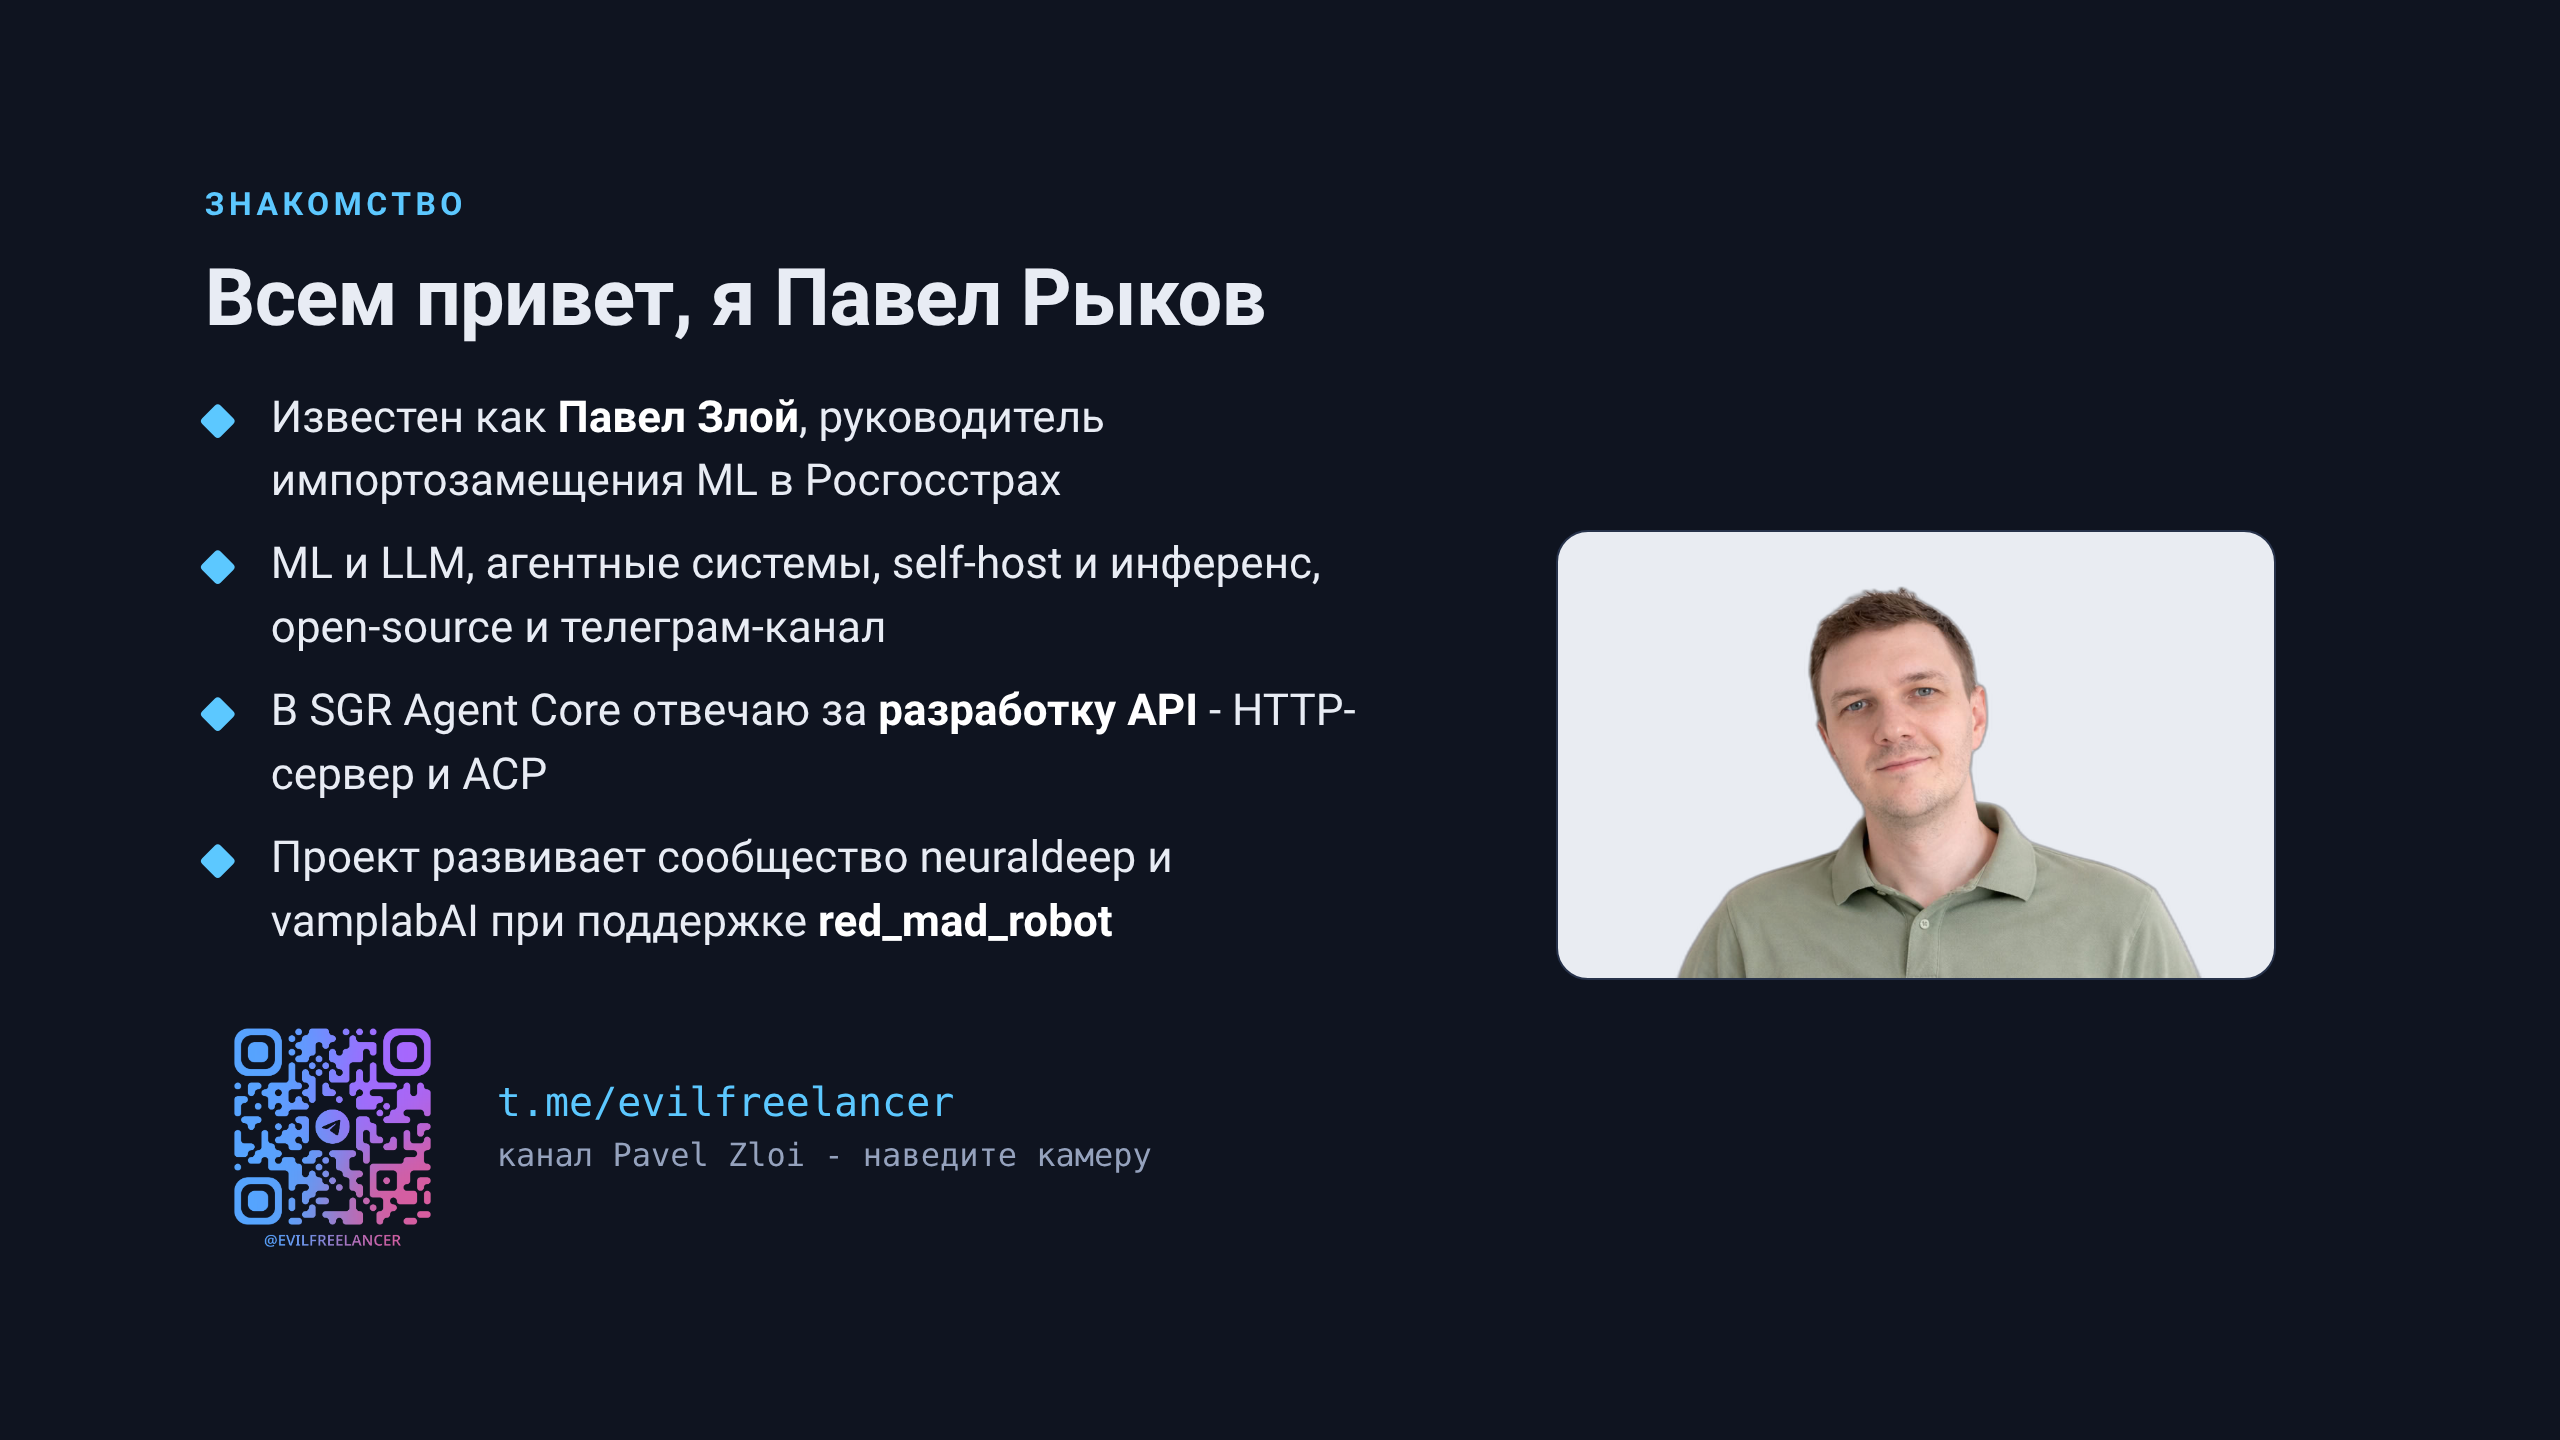 ЗНАКОМСТВО
Всем привет, я Павел Рыков
Известен как Павел Злой, руководитель
импортозамещения ML в Росгосстрах
ML и LLM, агентные системы, self-host и инференс,
open-source и телеграм-канал
В SGR Agent Core отвечаю за разработку API - HTTP-
сервер и ACP
Проект развивает сообщество neuraldeep и
vamplabAI при поддержке red_mad_robot
t.me/evilfreelancer
канал Pavel Zloi - наведите камеру
@EVILFREELANCER